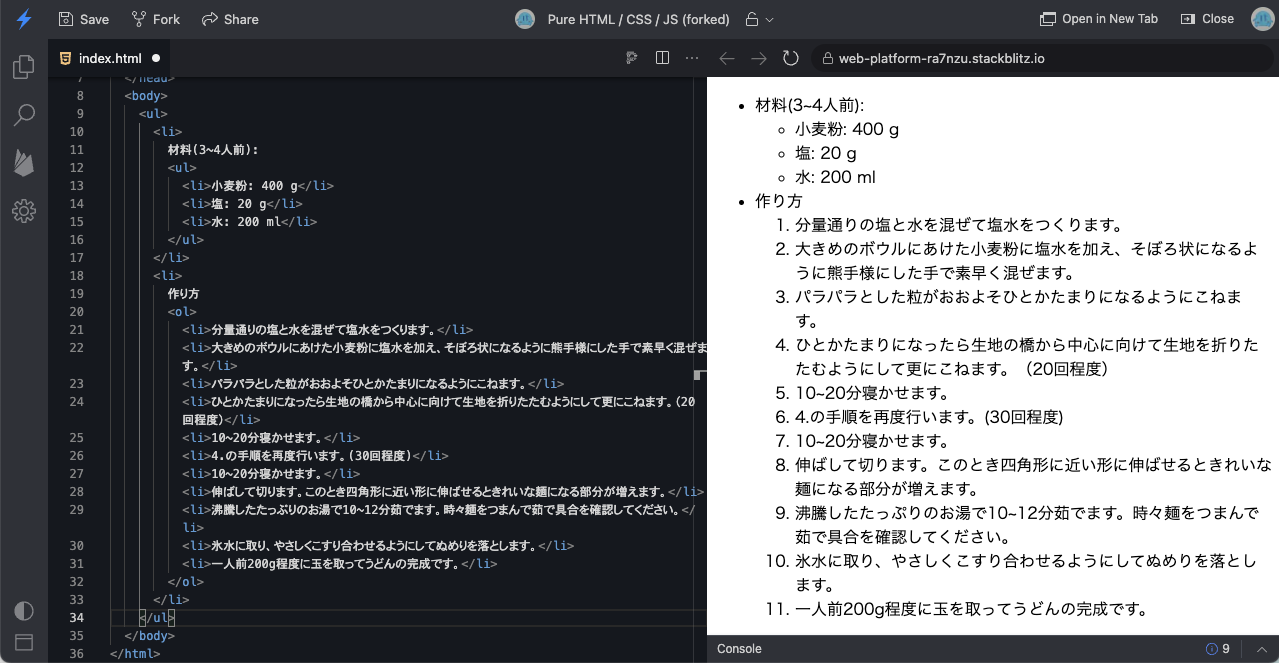 Save Fork Share Pure HTML / CSS / JS (forked) Open in New Tab Close
index.html web-platform-ra7nzu.stackblitz.io
7 </head>
8 <body>
9 <ul>
10 <li>
11 材料(3~4人前):
12 <ul>
13 <li>小麦粉: 400 g</li>
14 <li>塩: 20 g</li>
15 <li>水: 200 ml</li>
16 </ul>
17 </li>
18 <li>
19 作り方
20 <ol>
21 <li>分量通りの塩と水を混ぜて塩水をつくります。</li>
22 <li>大きめのボウルにあけた小麦粉に塩水を加え、そぼろ状になるように熊手様にした手で素早く混ぜま
す。</li>
23 <li>パラパラとした粒がおおよそひとかたまりになるようにこねます。</li>
24 <li>ひとかたまりになったら生地の橋から中心に向けて生地を折りたたむようにして更にこねます。(20
回程度)</li>
25 <li>10~20分寝かせます。</li>
26 <li>4.の手順を再度行います。(30回程度)</li>
27 <li>10~20分寝かせます。</li>
28 <li>伸ばして切ります。このとき四角形に近い形に伸ばせるときれいな麺になる部分が増えます。</li>
29 <li>沸騰したたっぷりのお湯で10~12分茹でます。時々麺をつまんで茹で具合を確認してください。</
li>
30 <li>氷水に取り、やさしくこすり合わせるようにしてぬめりを落とします。</li>
31 <li>一人前200g程度に玉を取ってうどんの完成です。</li>
32 </ol>
33 </li>
34 </ul>
35 </body>
36 </html>
• 材料(3~4人前):
◦ 小麦粉: 400 g
◦ 塩: 20 g
◦ 水: 200 ml
• 作り方
1. 分量通りの塩と水を混ぜて塩水をつくります。
2. 大きめのボウルにあけた小麦粉に塩水を加え、そぼろ状になるよ
うに熊手様にした手で素早く混ぜます。
3. パラパラとした粒がおおよそひとかたまりになるようにこねま
す。
4. ひとかたまりになったら生地の橋から中心に向けて生地を折りた
たむようにして更にこねます。（20回程度）
5. 10~20分寝かせます。
6. 4.の手順を再度行います。(30回程度)
7. 10~20分寝かせます。
8. 伸ばして切ります。このとき四角形に近い形に伸ばせるときれいな
麺になる部分が増えます。
9. 沸騰したたっぷりのお湯で10~12分茹でます。時々麺をつまんで
茹で具合を確認してください。
10. 氷水に取り、やさしくこすり合わせるようにしてぬめりを落とし
ます。
11. 一人前200g程度に玉を取ってうどんの完成です。
Console 9